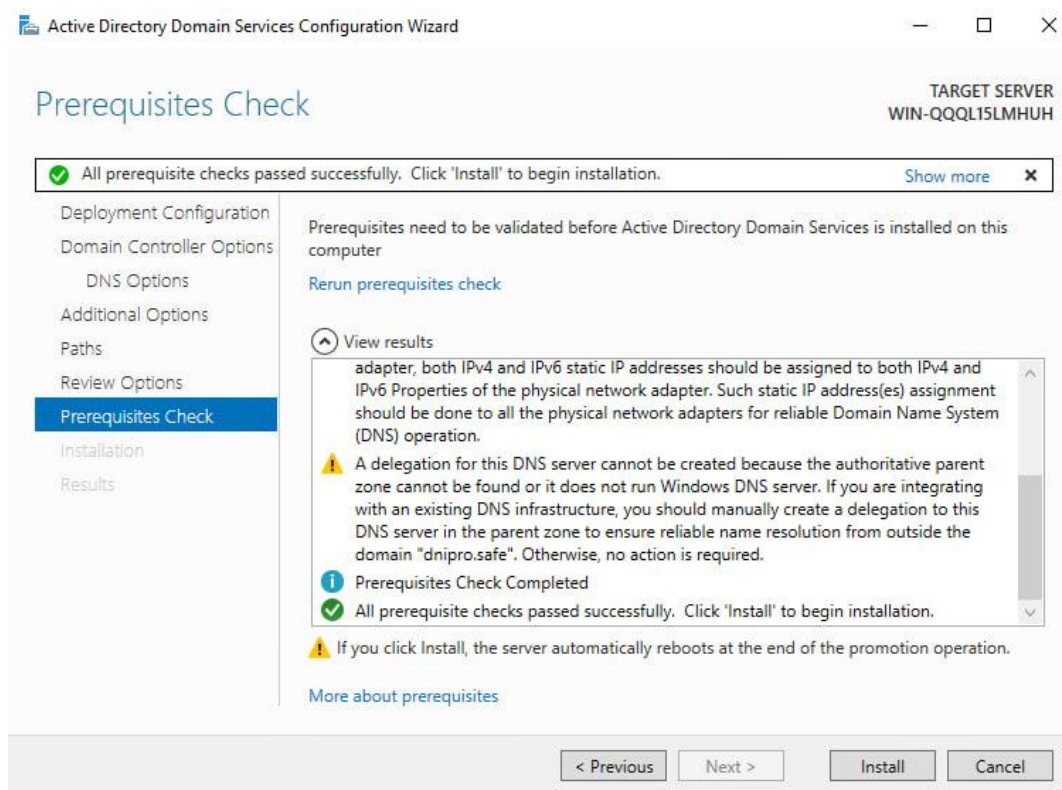 Active Directory Domain Services Configuration Wizard
Prerequisites Check
TARGET SERVER
WIN-QQQL15LMHUH
All prerequisite checks passed successfully. Click 'Install' to begin installation.
Show more
Deployment Configuration
Domain Controller Options
DNS Options
Additional Options
Paths
Review Options
Prerequisites Check
Installation
Results
Prerequisites need to be validated before Active Directory Domain Services is installed on this
computer
Rerun prerequisites check
View results
adapter, both IPv4 and IPv6 static IP addresses should be assigned to both IPv4 and
IPv6 Properties of the physical network adapter. Such static IP address(es) assignment
should be done to all the physical network adapters for reliable Domain Name System
(DNS) operation.
A delegation for this DNS server cannot be created because the authoritative parent
zone cannot be found or it does not run Windows DNS server. If you are integrating
with an existing DNS infrastructure, you should manually create a delegation to this
DNS server in the parent zone to ensure reliable name resolution from outside the
domain "dnipro.safe". Otherwise, no action is required.
Prerequisites Check Completed
All prerequisite checks passed successfully. Click 'Install' to begin installation.
If you click Install, the server automatically reboots at the end of the promotion operation.
More about prerequisites
< Previous
Next >
Install
Cancel